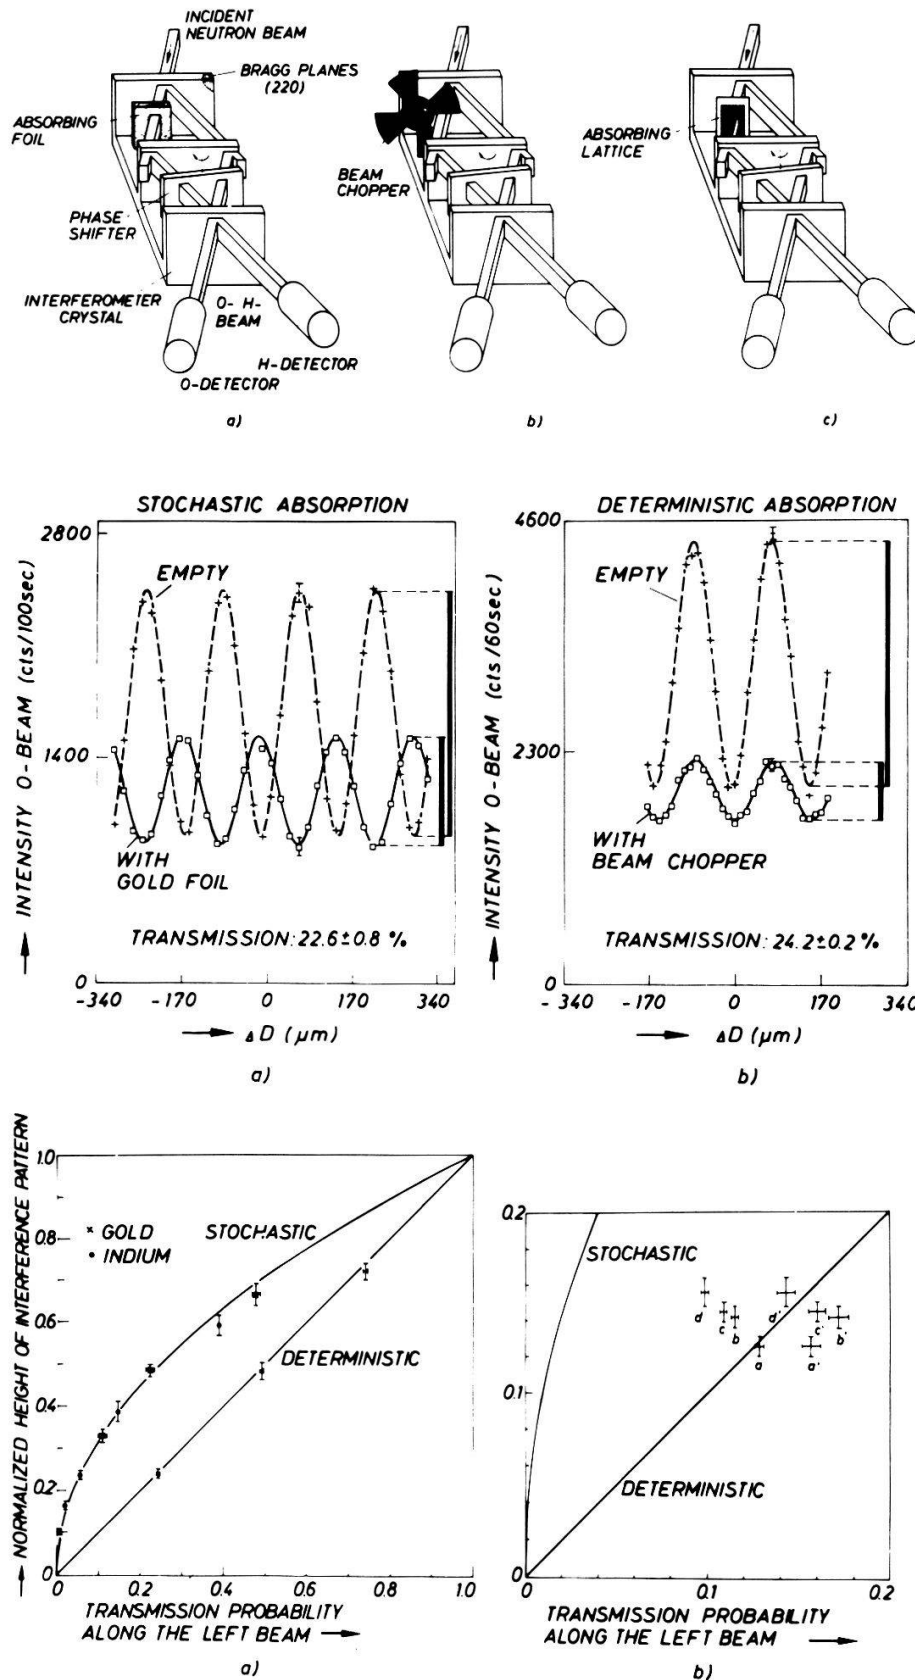 INCIDENT
NEUTRON BEAM
BRAGG PLANES
(220)
ABSORBING
FOIL
PHASE
SHIFTER
INTERFEROMETER
CRYSTAL
O- H-
BEAM
H-DETECTOR
O-DETECTOR
a)
BEAM
CHOPPER
b)
ABSORBING
LATTICE
c)
STOCHASTIC ABSORPTION
INTENSITY O-BEAM (cts/100sec)
2800
1400
0
EMPTY
WITH
GOLD FOIL
TRANSMISSION: 22.6±0.8 %
-340 -170 0 170 340
ΔD (μm)
a)
DETERMINISTIC ABSORPTION
INTENSITY O-BEAM (cts/60sec)
4600
2300
0
EMPTY
WITH
BEAM CHOPPER
TRANSMISSION: 24.2±0.2 %
-340 -170 0 170 340
ΔD (μm)
b)
NORMALIZED HEIGHT OF INTERFERENCE PATTERN
1.0
0.8
0.6
0.4
0.2
0
× GOLD
• INDIUM
STOCHASTIC
DETERMINISTIC
0 0.2 0.4 0.6 0.8 1.0
TRANSMISSION PROBABILITY
ALONG THE LEFT BEAM
a)
0.2
0.1
0
STOCHASTIC
d c b a d' c' b' a'
DETERMINISTIC
0 0.1 0.2
TRANSMISSION PROBABILITY
ALONG THE LEFT BEAM
b)